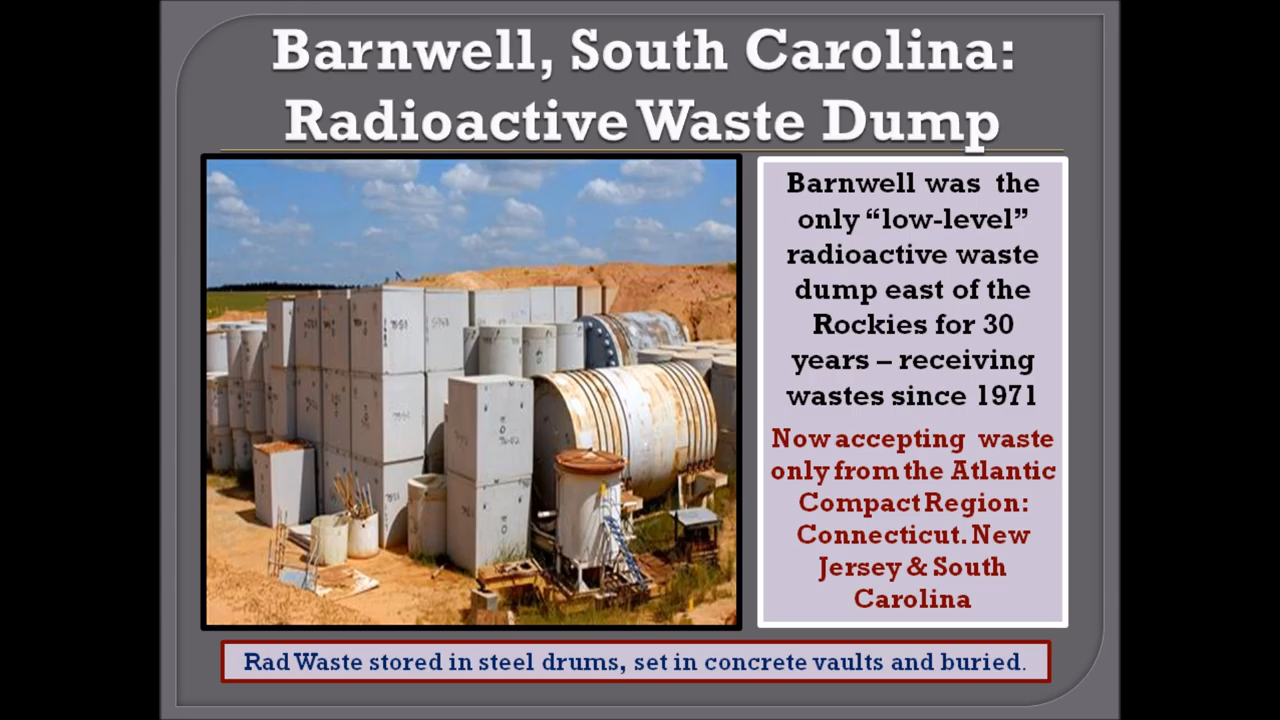 Barnwell, South Carolina:
Radioactive Waste Dump
Barnwell was the
only “low-level”
radioactive waste
dump east of the
Rockies for 30
years – receiving
wastes since 1971
Now accepting waste
only from the Atlantic
Compact Region:
Connecticut. New
Jersey & South
Carolina
Rad Waste stored in steel drums, set in concrete vaults and buried.